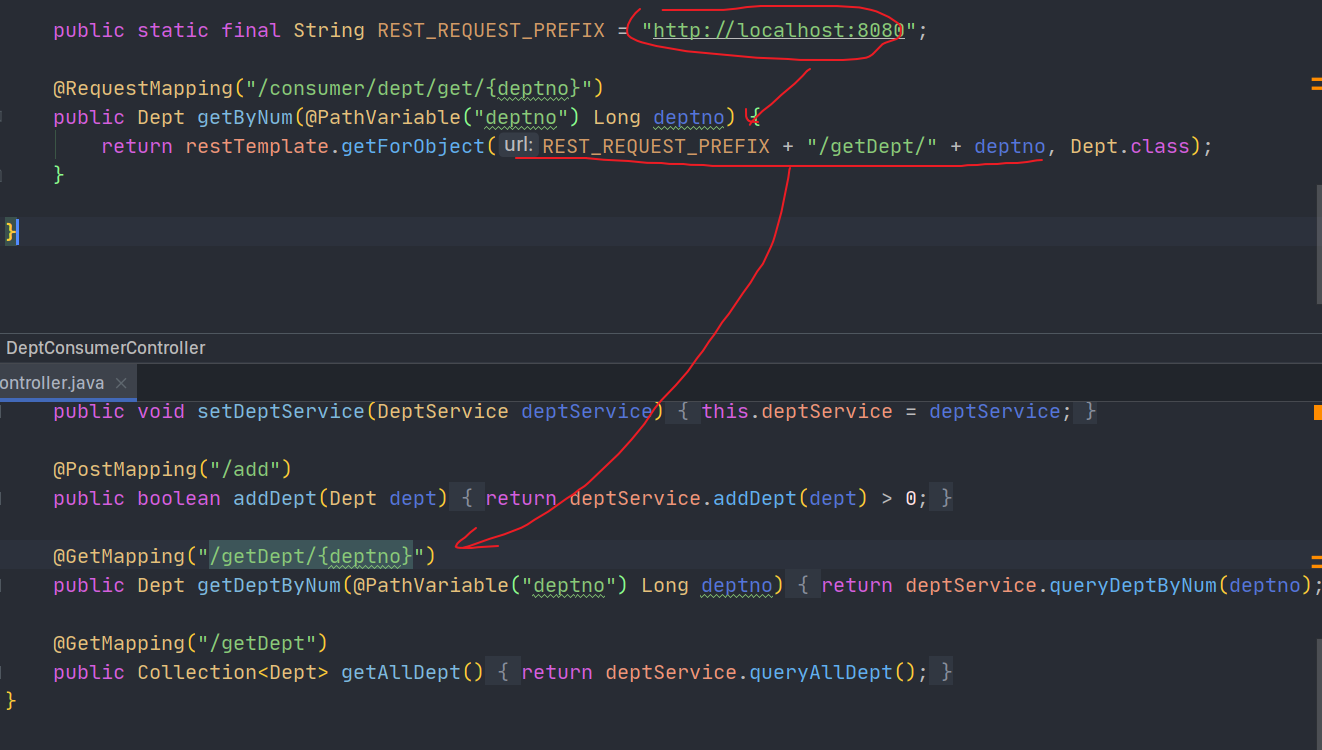 public static final String REST_REQUEST_PREFIX = "http://localhost:8080";
@RequestMapping("/consumer/dept/get/{deptno}")
public Dept getByNum(@PathVariable("deptno") Long deptno) {
return restTemplate.getForObject( url: REST_REQUEST_PREFIX + "/getDept/" + deptno, Dept.class);
}
}
DeptConsumerController
ontroller.java ×
public void setDeptService(DeptService deptService) { this.deptService = deptService; }
@PostMapping("/add")
public boolean addDept(Dept dept) { return deptService.addDept(dept) > 0; }
@GetMapping("/getDept/{deptno}")
public Dept getDeptByNum(@PathVariable("deptno") Long deptno) { return deptService.queryDeptByNum(deptno);
@GetMapping("/getDept")
public Collection<Dept> getAllDept() { return deptService.queryAllDept(); }
}